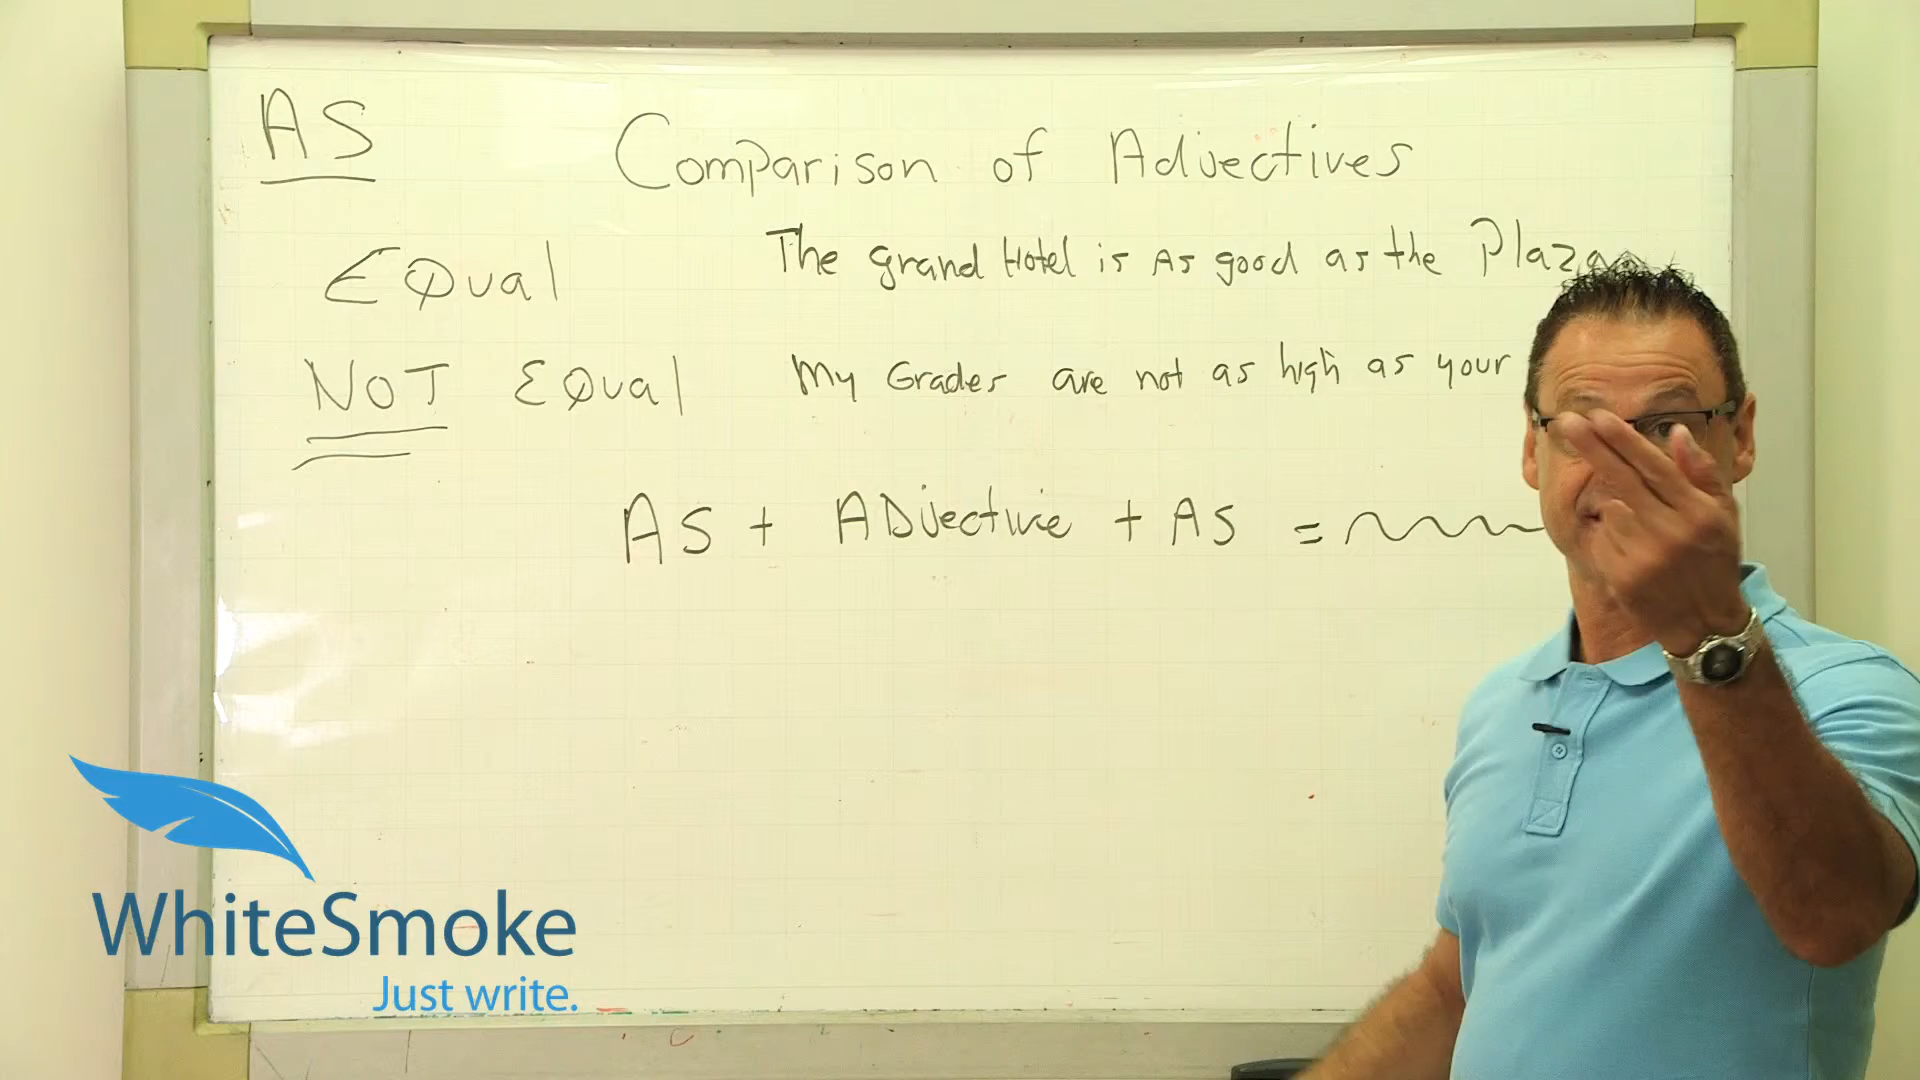 AS
Comparison of Adjectives
EQual
The grand Hotel is As good as the Plaza
NOT EQual
My Grades are not as high as your
AS + ADjective + AS =
WhiteSmoke
Just write.